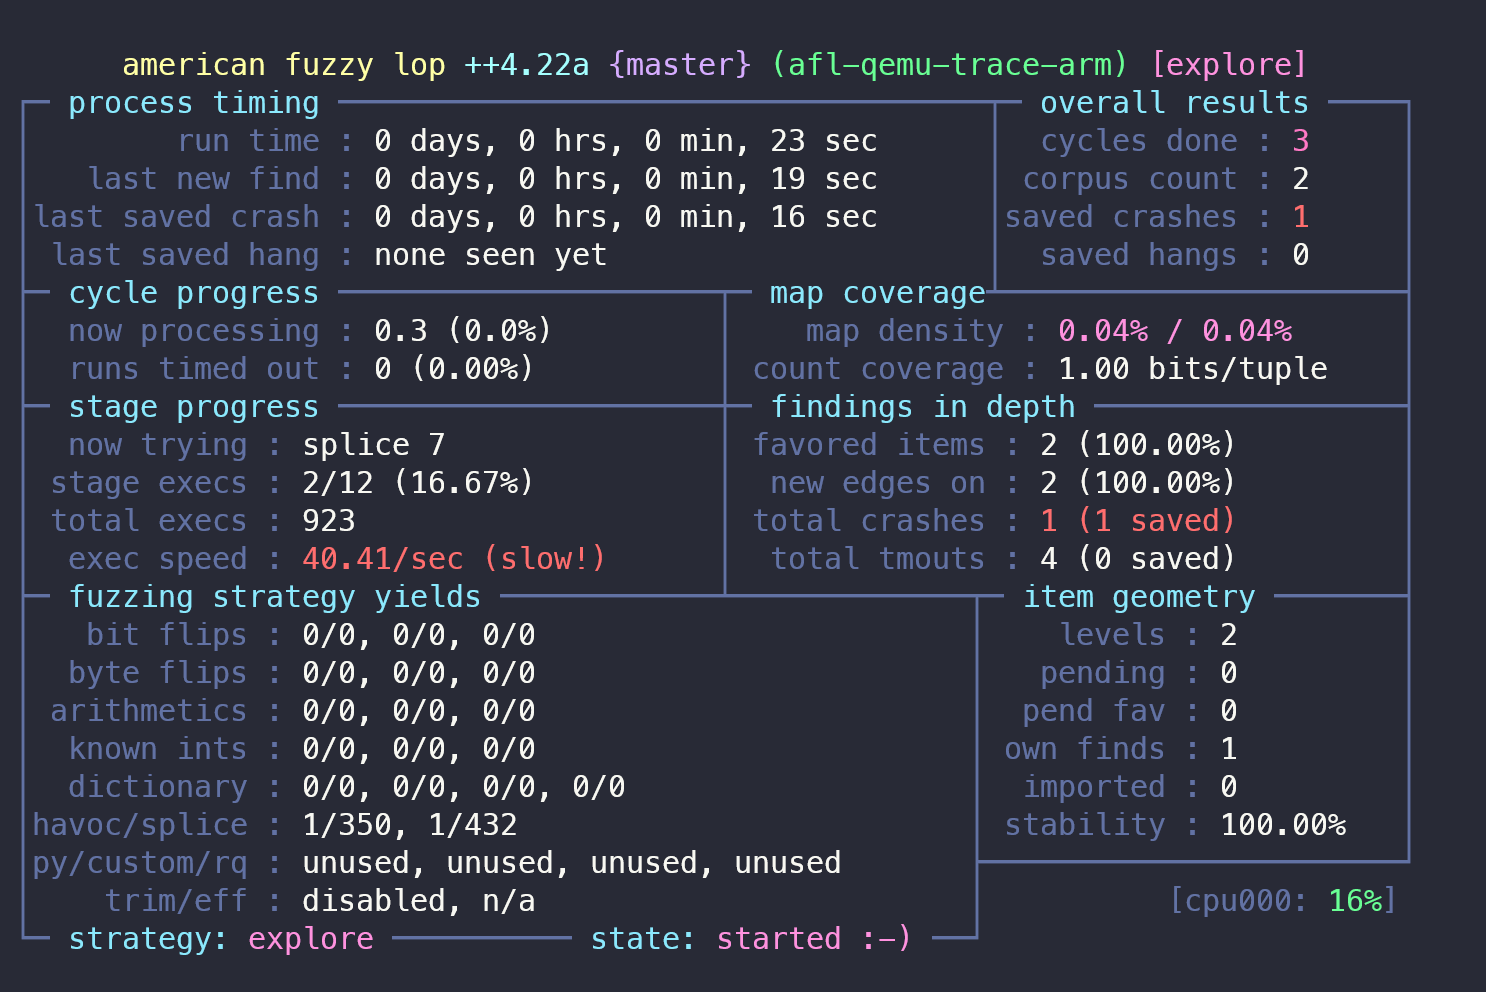 american fuzzy lop ++4.22a {master} (afl-qemu-trace-arm) [explore]
process timing overall results
run time : 0 days, 0 hrs, 0 min, 23 sec cycles done : 3
last new find : 0 days, 0 hrs, 0 min, 19 sec corpus count : 2
last saved crash : 0 days, 0 hrs, 0 min, 16 sec saved crashes : 1
last saved hang : none seen yet saved hangs : 0
cycle progress map coverage
now processing : 0.3 (0.0%) map density : 0.04% / 0.04%
runs timed out : 0 (0.00%) count coverage : 1.00 bits/tuple
stage progress findings in depth
now trying : splice 7 favored items : 2 (100.00%)
stage execs : 2/12 (16.67%) new edges on : 2 (100.00%)
total execs : 923 total crashes : 1 (1 saved)
exec speed : 40.41/sec (slow!) total tmouts : 4 (0 saved)
fuzzing strategy yields item geometry
bit flips : 0/0, 0/0, 0/0 levels : 2
byte flips : 0/0, 0/0, 0/0 pending : 0
arithmetics : 0/0, 0/0, 0/0 pend fav : 0
known ints : 0/0, 0/0, 0/0 own finds : 1
dictionary : 0/0, 0/0, 0/0, 0/0 imported : 0
havoc/splice : 1/350, 1/432 stability : 100.00%
py/custom/rq : unused, unused, unused, unused
trim/eff : disabled, n/a [cpu000: 16%]
strategy: explore state: started :-)